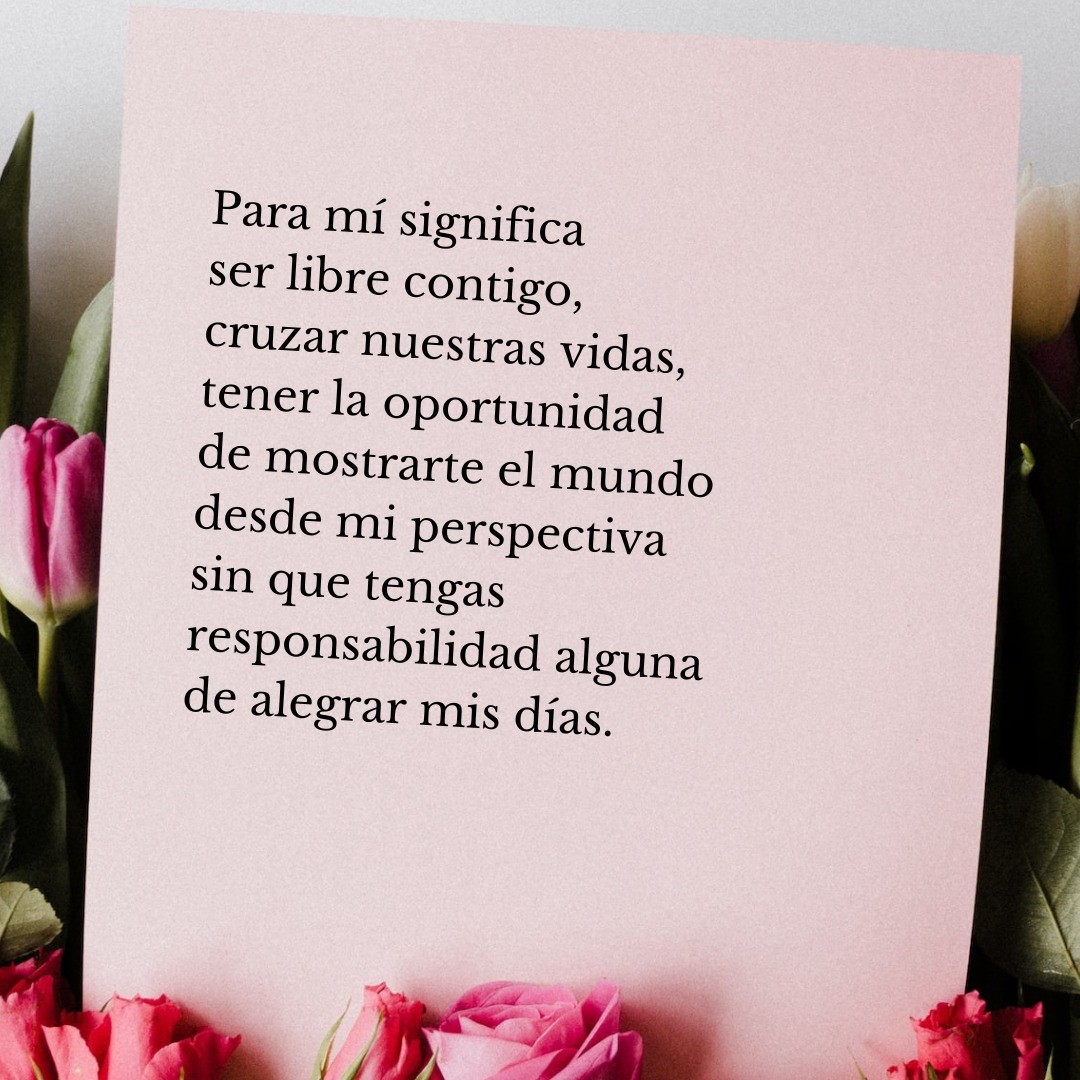 Para mí significa
ser libre contigo,
cruzar nuestras vidas,
tener la oportunidad
de mostrarte el mundo
desde mi perspectiva
sin que tengas
responsabilidad alguna
de alegrar mis días.